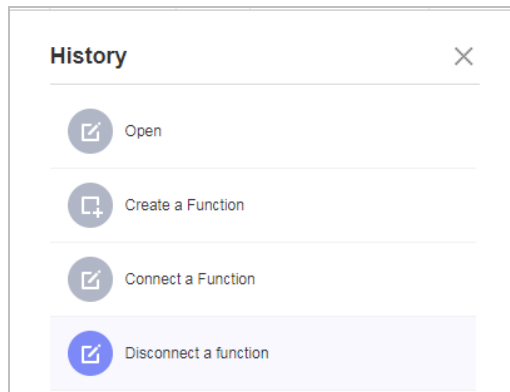 History
Open
Create a Function
Connect a Function
Disconnect a function